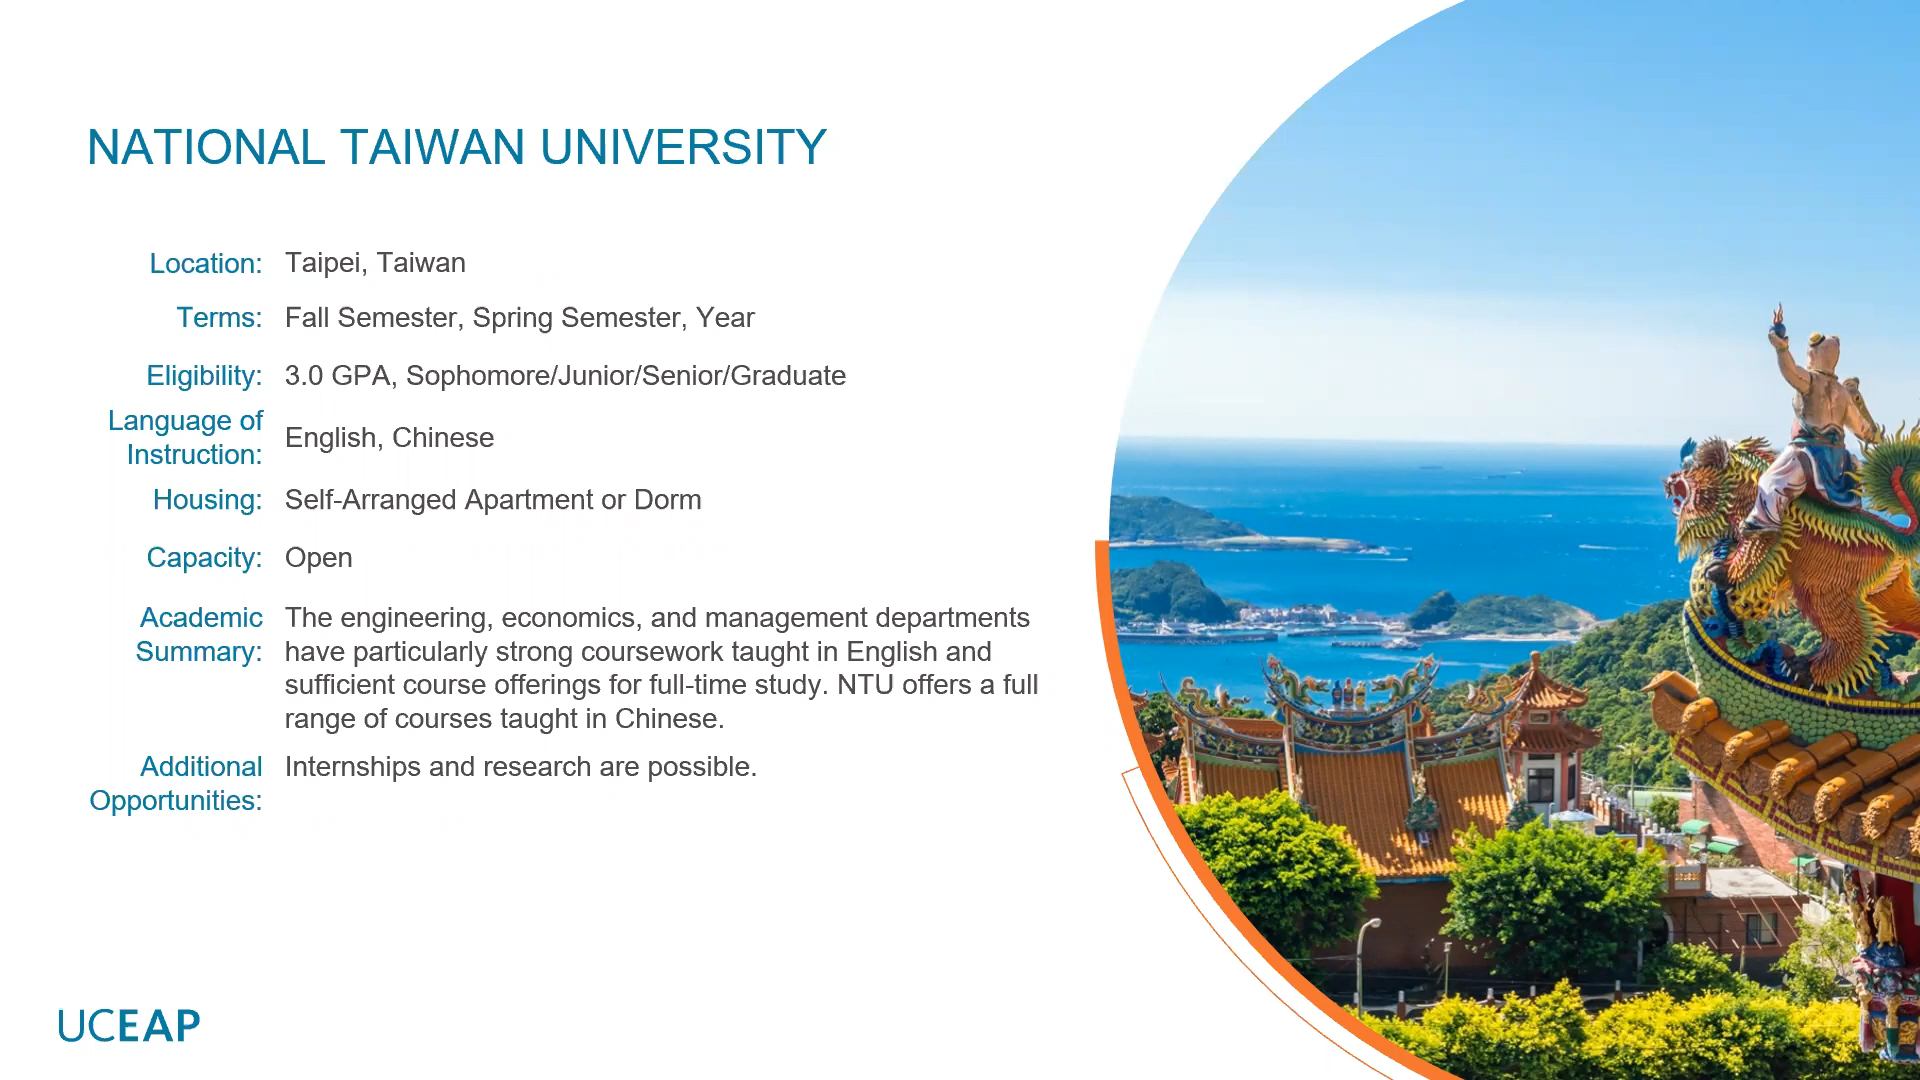 NATIONAL TAIWAN UNIVERSITY
Location: Taipei, Taiwan
Terms: Fall Semester, Spring Semester, Year
Eligibility: 3.0 GPA, Sophomore/Junior/Senior/Graduate
Language of
Instruction: English, Chinese
Housing: Self-Arranged Apartment or Dorm
Capacity: Open
Academic The engineering, economics, and management departments
Summary: have particularly strong coursework taught in English and
sufficient course offerings for full-time study. NTU offers a full
range of courses taught in Chinese.
Additional Internships and research are possible.
Opportunities:
UCEAP